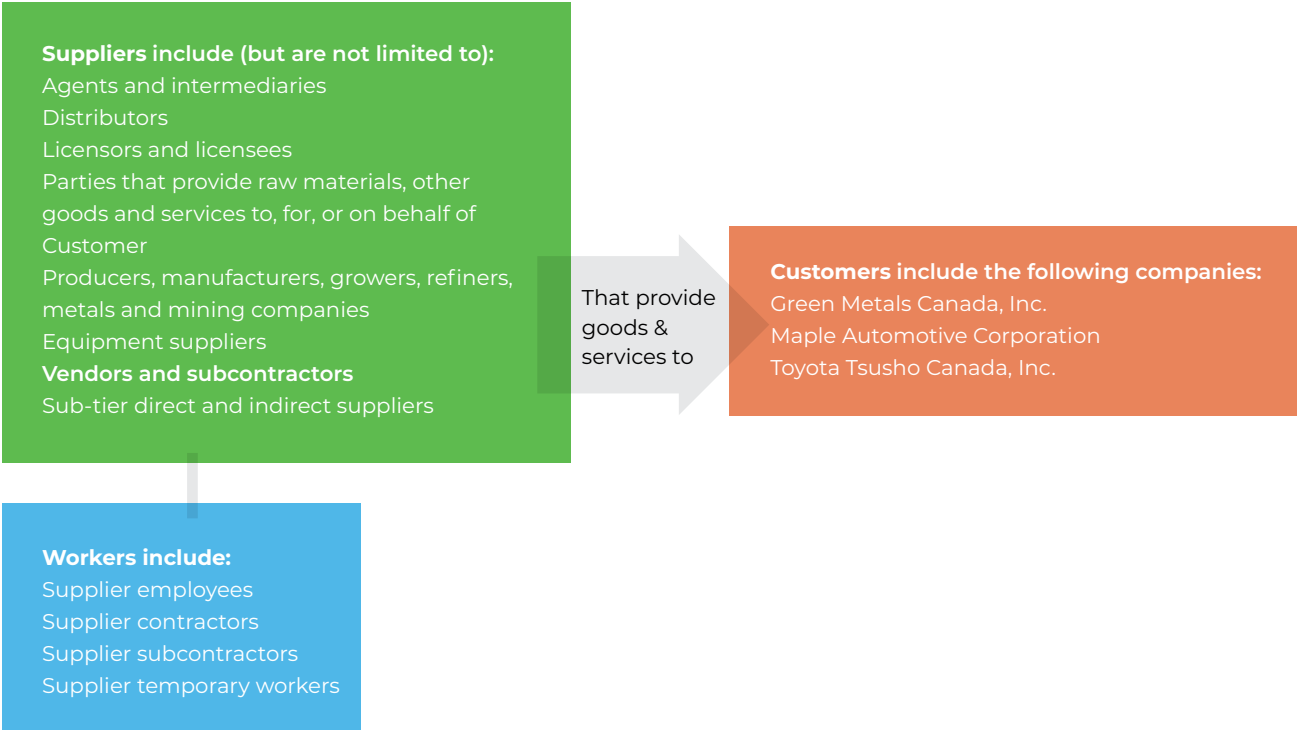 Suppliers include (but are not limited to):
Agents and intermediaries
Distributors
Licensors and licensees
Parties that provide raw materials, other
goods and services to, for, or on behalf of
Customer
Producers, manufacturers, growers, refiners,
metals and mining companies
Equipment suppliers
Vendors and subcontractors
Sub-tier direct and indirect suppliers
That provide
goods &
services to
Customers include the following companies:
Green Metals Canada, Inc.
Maple Automotive Corporation
Toyota Tsusho Canada, Inc.
Workers include:
Supplier employees
Supplier contractors
Supplier subcontractors
Supplier temporary workers